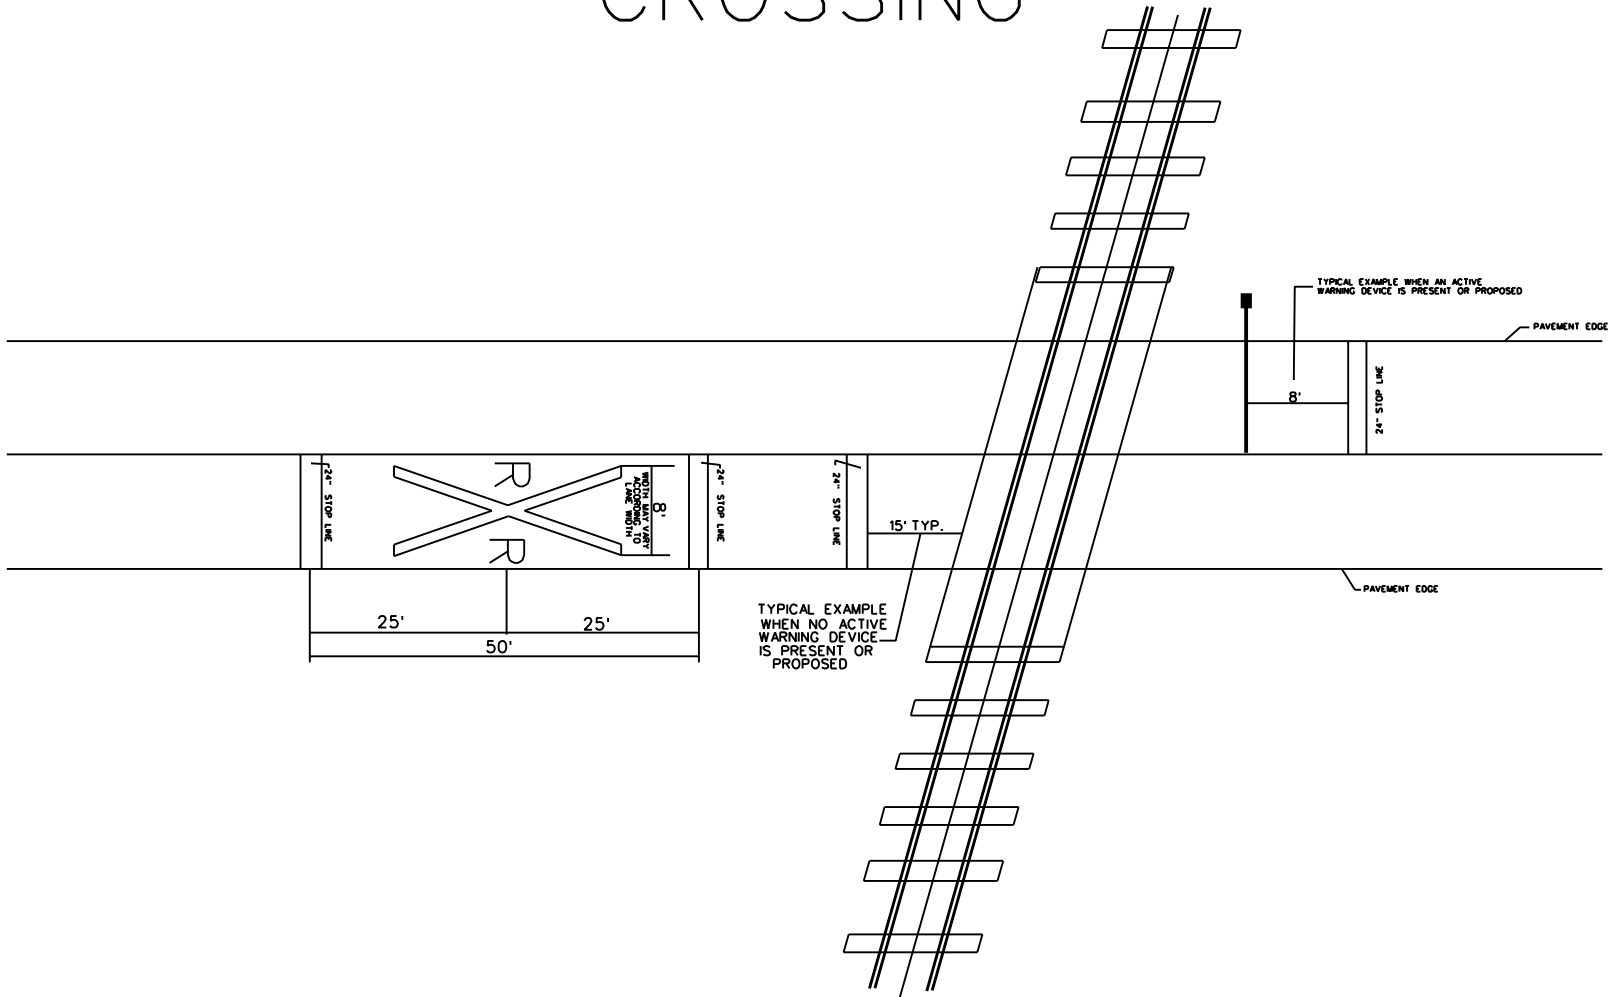 CROSSING
TYPICAL EXAMPLE WHEN AN ACTIVE
WARNING DEVICE IS PRESENT OR PROPOSED
PAVEMENT EDGE
8'
24" STOP LINE
24" STOP LINE
R
R
8'
WIDTH MAY VARY
ACCORDING TO
LANE WIDTH
24" STOP LINE
24" STOP LINE
15' TYP.
PAVEMENT EDGE
25'
25'
50'
TYPICAL EXAMPLE
WHEN NO ACTIVE
WARNING DEVICE
IS PRESENT OR
PROPOSED